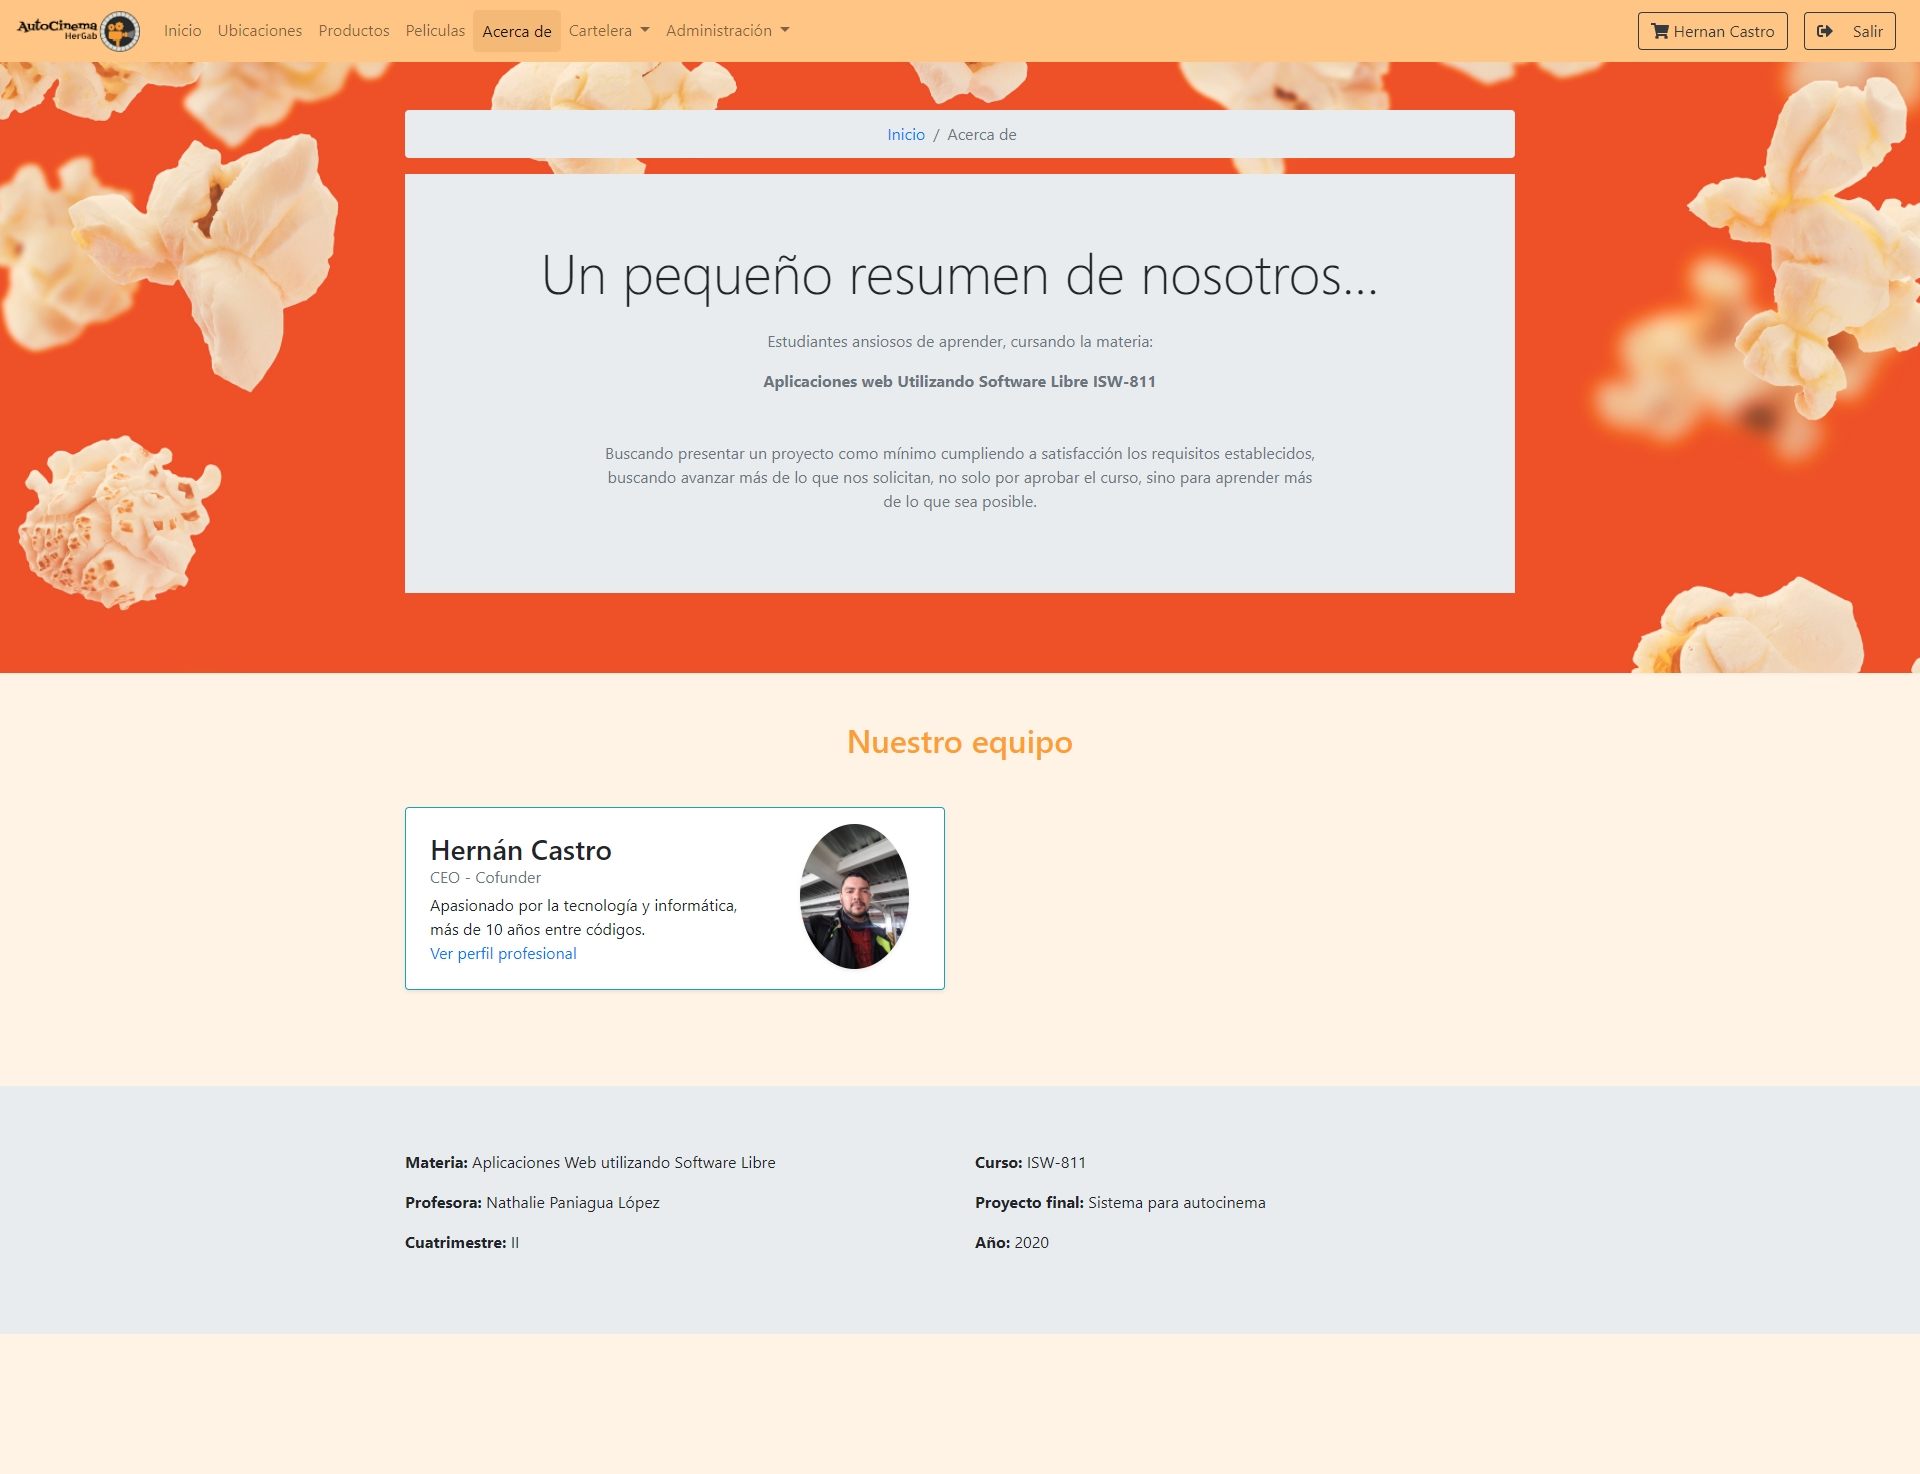 AutoCinema
HerGab
Inicio Ubicaciones Productos Peliculas Acerca de Cartelera Administración Hernan Castro Salir
Inicio / Acerca de
Un pequeño resumen de nosotros...
Estudiantes ansiosos de aprender, cursando la materia:
Aplicaciones web Utilizando Software Libre ISW-811
Buscando presentar un proyecto como mínimo cumpliendo a satisfacción los requisitos establecidos,
buscando avanzar más de lo que nos solicitan, no solo por aprobar el curso, sino para aprender más
de lo que sea posible.
Nuestro equipo
Hernán Castro
CEO - Cofunder
Apasionado por la tecnología y informática,
más de 10 años entre códigos.
Ver perfil profesional
Materia: Aplicaciones Web utilizando Software Libre
Profesora: Nathalie Paniagua López
Cuatrimestre: II
Curso: ISW-811
Proyecto final: Sistema para autocinema
Año: 2020